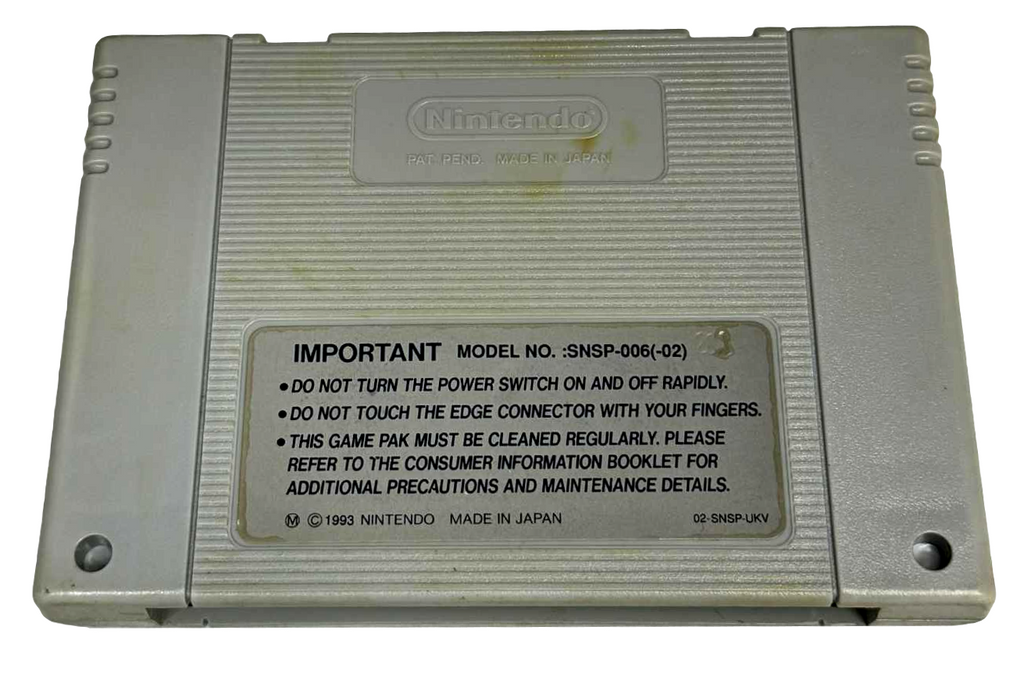 Nintendo®
PAT. PEND. MADE IN JAPAN
IMPORTANT MODEL NO. :SNSP-006(-02)
●DO NOT TURN THE POWER SWITCH ON AND OFF RAPIDLY.
●DO NOT TOUCH THE EDGE CONNECTOR WITH YOUR FINGERS.
●THIS GAME PAK MUST BE CLEANED REGULARLY. PLEASE
REFER TO THE CONSUMER INFORMATION BOOKLET FOR
ADDITIONAL PRECAUTIONS AND MAINTENANCE DETAILS.
Ⓜ ©1993 NINTENDO MADE IN JAPAN 02-SNSP-UKV